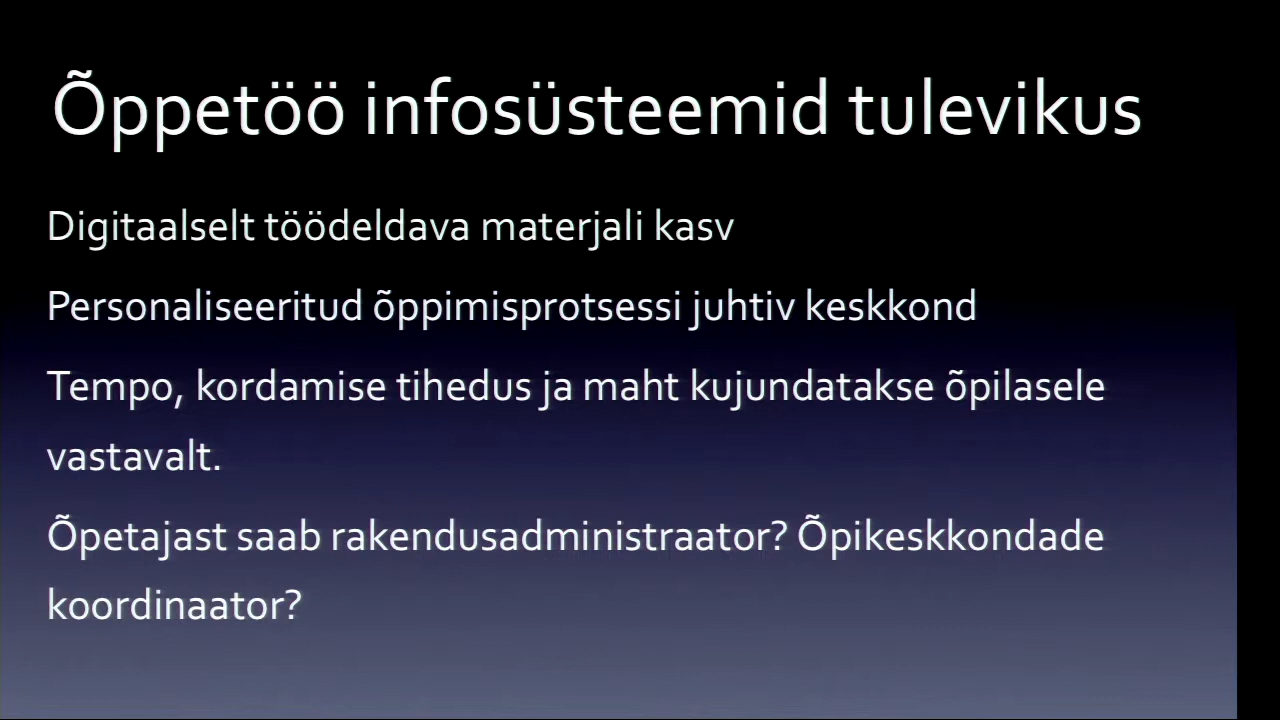 Õppetöö infosüsteemid tulevikus
Digitaalselt töödeldava materjali kasv
Personaliseeritud õppimisprotsessi juhtiv keskkond
Tempo, kordamise tihedus ja maht kujundatakse õpilasele
vastavalt.
Õpetajast saab rakendusadministraator? Õpikeskkondade
koordinaator?